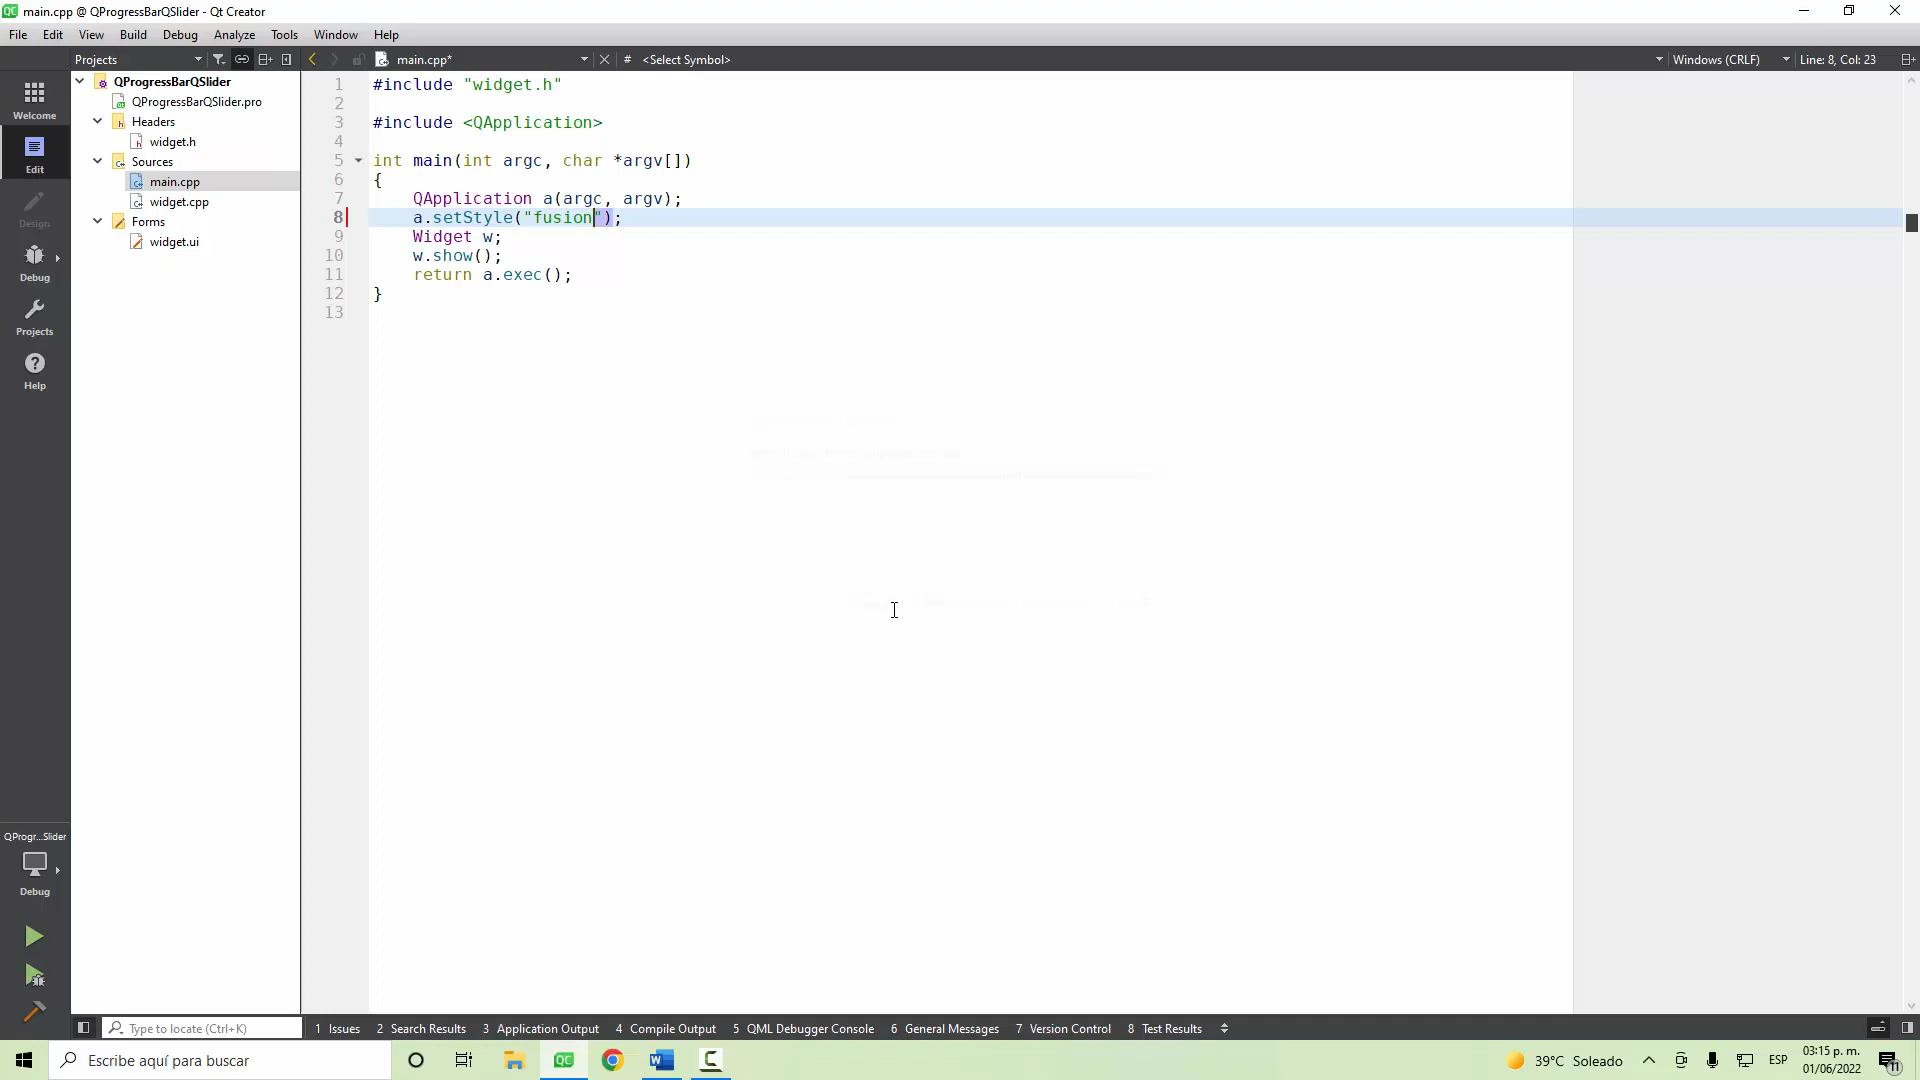 main.cpp @ QProgressBarQSlider - Qt Creator
File Edit View Build Debug Analyze Tools Window Help
Projects main.cpp* # <Select Symbol> Windows (CRLF) Line: 8, Col: 23
QProgressBarQSlider
QProgressBarQSlider.pro
Headers
widget.h
Sources
main.cpp
widget.cpp
Forms
widget.ui
Welcome
Edit
Design
Debug
Projects
Help
1 #include "widget.h"
2
3 #include <QApplication>
4
5 int main(int argc, char *argv[])
6 {
7 QApplication a(argc, argv);
8 a.setStyle("fusion");
9 Widget w;
10 w.show();
11 return a.exec();
12 }
13
QProgr...Slider
Debug
Type to locate (Ctrl+K) 1 Issues 2 Search Results 3 Application Output 4 Compile Output 5 QML Debugger Console 6 General Messages 7 Version Control 8 Test Results
Escribe aquí para buscar 39°C Soleado ESP 03:15 p. m.
01/06/2022 11